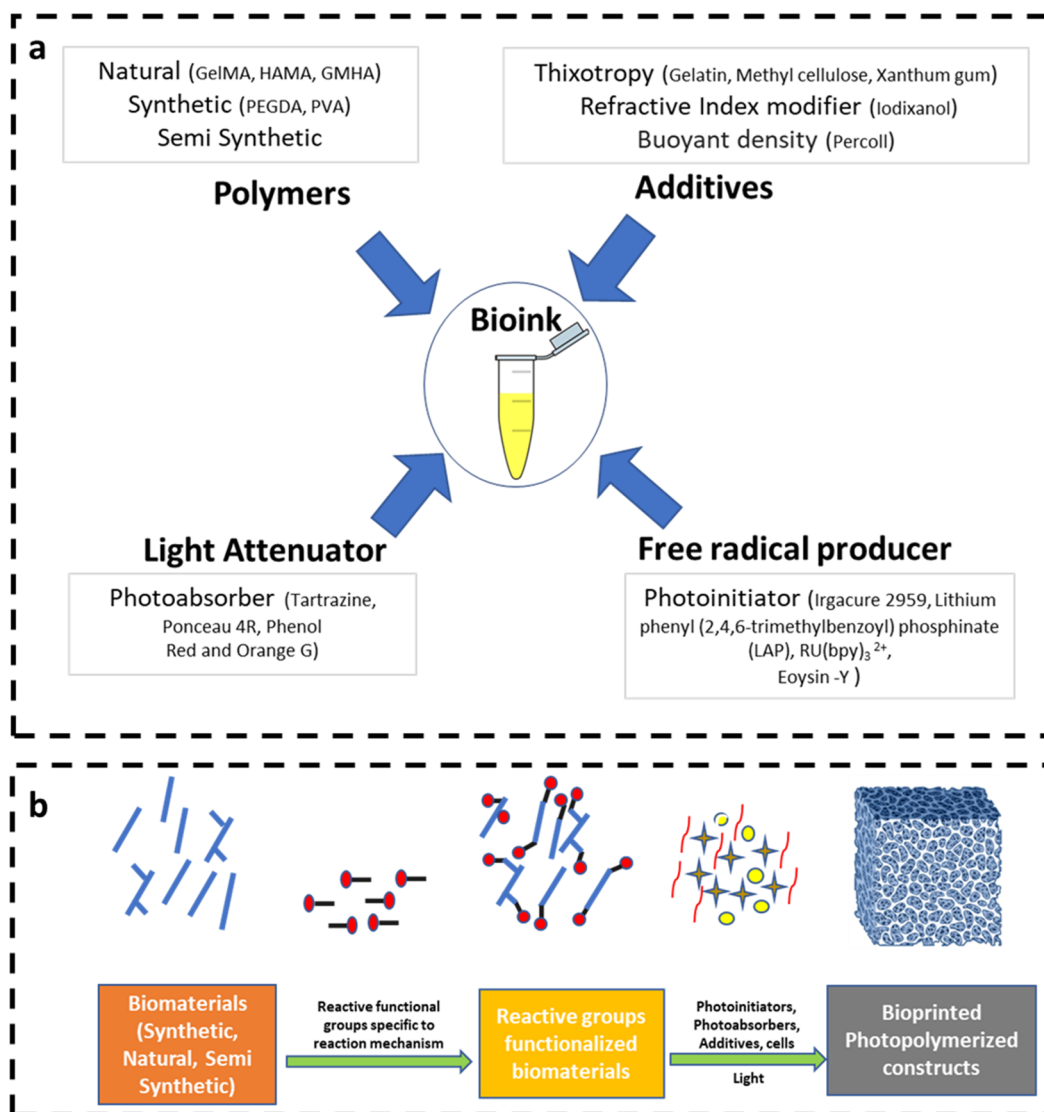 a
Natural (GelMA, HAMA, GMHA)
Synthetic (PEGDA, PVA)
Semi Synthetic
Polymers
Thixotropy (Gelatin, Methyl cellulose, Xanthum gum)
Refractive Index modifier (Iodixanol)
Buoyant density (Percoll)
Additives
Bioink
Light Attenuator
Photoabsorber (Tartrazine,
Ponceau 4R, Phenol
Red and Orange G)
Free radical producer
Photoinitiator (Irgacure 2959, Lithium
phenyl (2,4,6-trimethylbenzoyl) phosphinate
(LAP), RU(bpy)₃ ²⁺,
Eoysin -Y )
b
Biomaterials
(Synthetic,
Natural, Semi
Synthetic)
Reactive functional
groups specific to
reaction mechanism
Reactive groups
functionalized
biomaterials
Photoinitiators,
Photoabsorbers,
Additives, cells
Light
Bioprinted
Photopolymerized
constructs